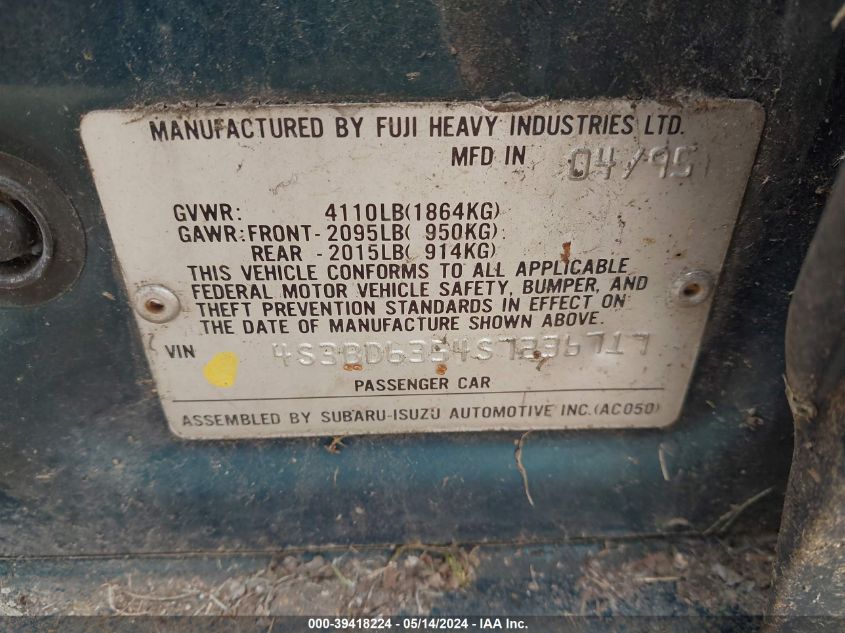 MANUFACTURED BY FUJI HEAVY INDUSTRIES LTD.
MFD IN 04/95
GVWR: 4110LB(1864KG)
GAWR:FRONT-2095LB( 950KG)
REAR -2015LB( 914KG)
THIS VEHICLE CONFORMS TO ALL APPLICABLE
FEDERAL MOTOR VEHICLE SAFETY, BUMPER, AND
THEFT PREVENTION STANDARDS IN EFFECT ON
THE DATE OF MANUFACTURE SHOWN ABOVE.
VIN 4S3BD6354S7236717
PASSENGER CAR
ASSEMBLED BY SUBARU-ISUZU AUTOMOTIVE INC.(AC050)
000-39418224 - 05/14/2024 - IAA Inc.